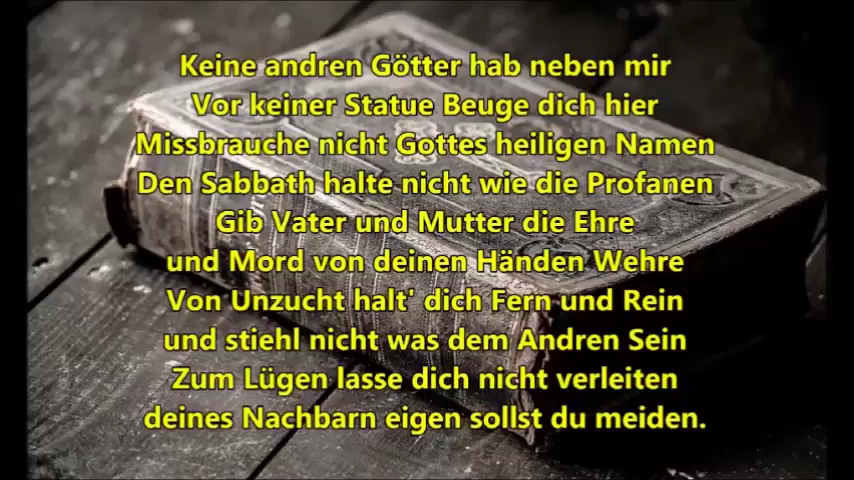 Keine andren Götter hab neben mir
Vor keiner Statue Beuge dich hier
Missbrauche nicht Gottes heiligen Namen
Den Sabbath halte nicht wie die Profanen
Gib Vater und Mutter die Ehre
und Mord von deinen Händen Wehre
Von Unzucht halt' dich Fern und Rein
und stiehl nicht was dem Andren Sein
Zum Lügen lasse dich nicht verleiten
deines Nachbarn eigen sollst du meiden.